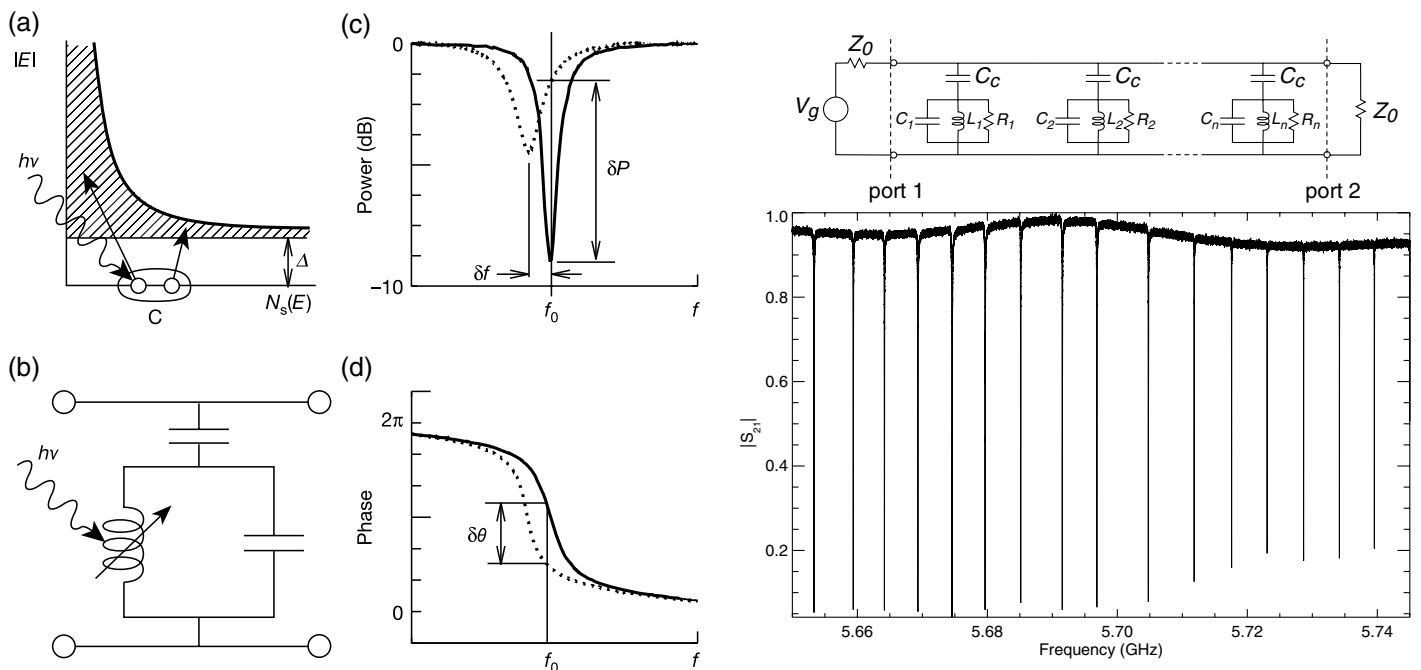 (a)
|E|
hν
Δ
N_s(E)
C
(b)
hν
(c)
0
Power (dB)
−10
δP
δf
f_0
f
(d)
2π
Phase
0
δθ
f_0
f
Z_0
V_g
C_c
C_c
C_c
C_1
L_1
R_1
C_2
L_2
R_2
C_n
L_n
R_n
Z_0
port 1
port 2
1.0
0.8
0.6
0.4
0.2
|S_21|
5.66
5.68
5.70
5.72
5.74
Frequency (GHz)